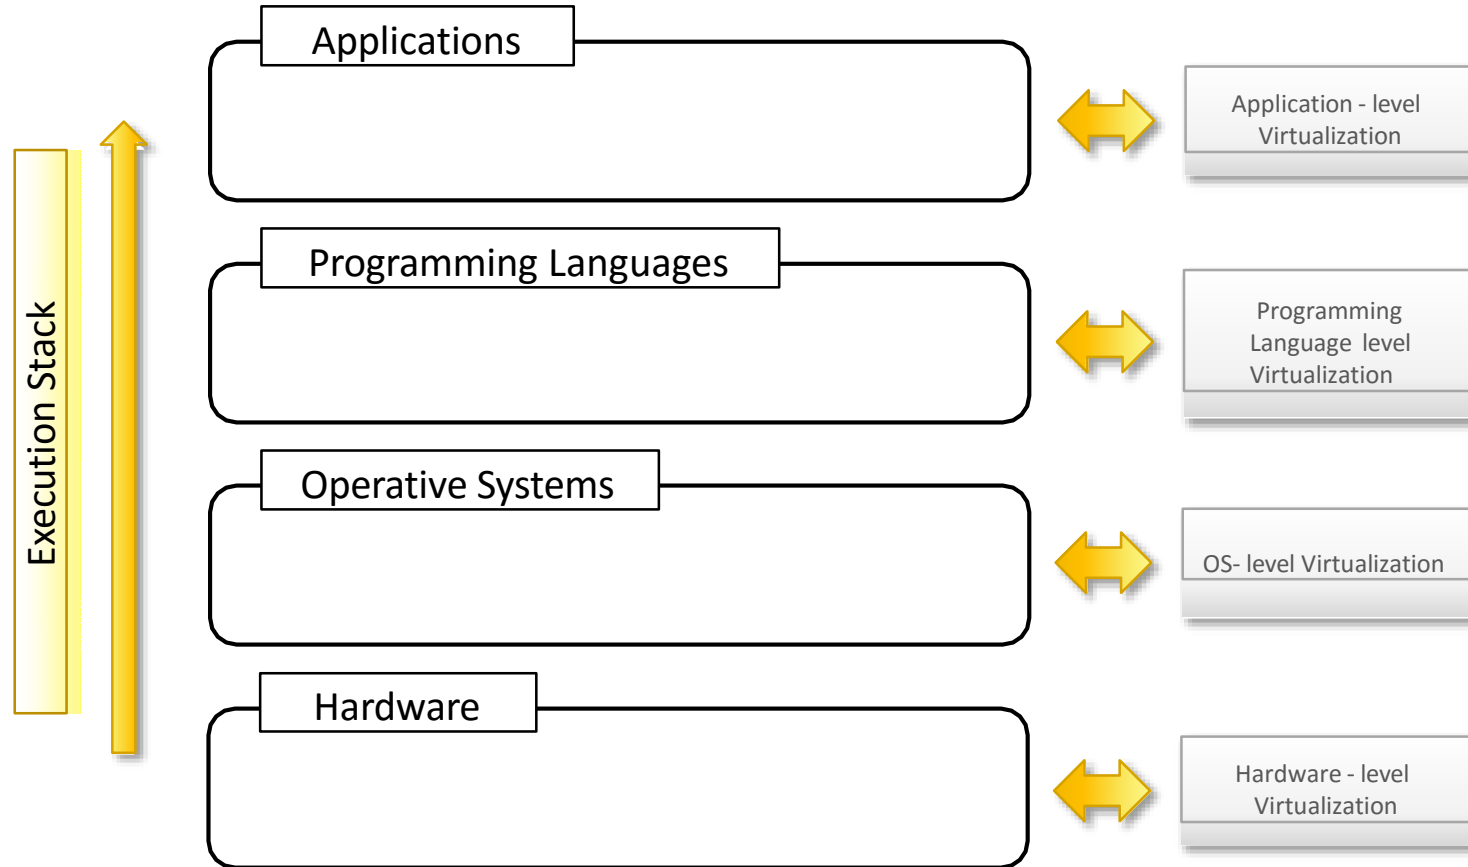 Applications
Application - level
Virtualization
Execution Stack
Programming Languages
Programming
Language level
Virtualization
Operative Systems
OS- level Virtualization
Hardware
Hardware - level
Virtualization